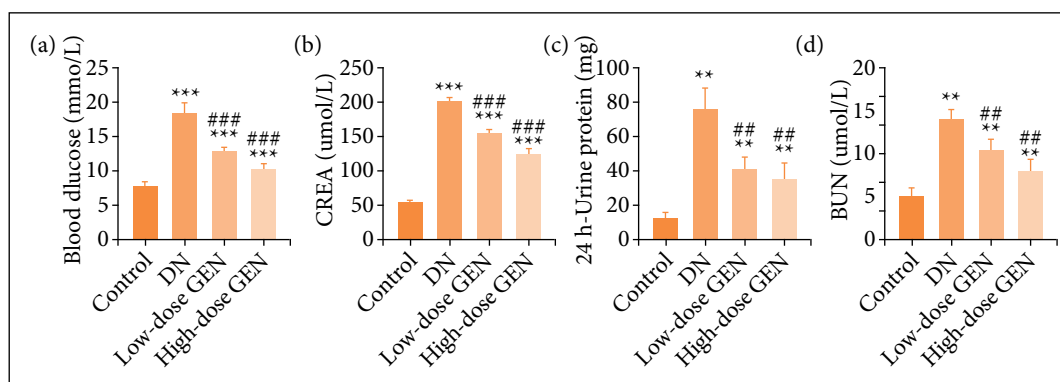 (a)
Blood dlucose (mmo/L)
25
20
15
10
5
0
***
###
***
###
***
Control
DN
Low-dose GEN
High-dose GEN
(b)
CREA (umol/L)
250
200
150
100
50
0
***
###
***
###
***
Control
DN
Low-dose GEN
High-dose GEN
(c)
24 h-Urine protein (mg)
100
80
60
40
20
0
**
##
**
##
**
Control
DN
Low-dose GEN
High-dose GEN
(d)
BUN (umol/L)
15
10
5
0
**
##
**
##
**
Control
DN
Low-dose GEN
High-dose GEN